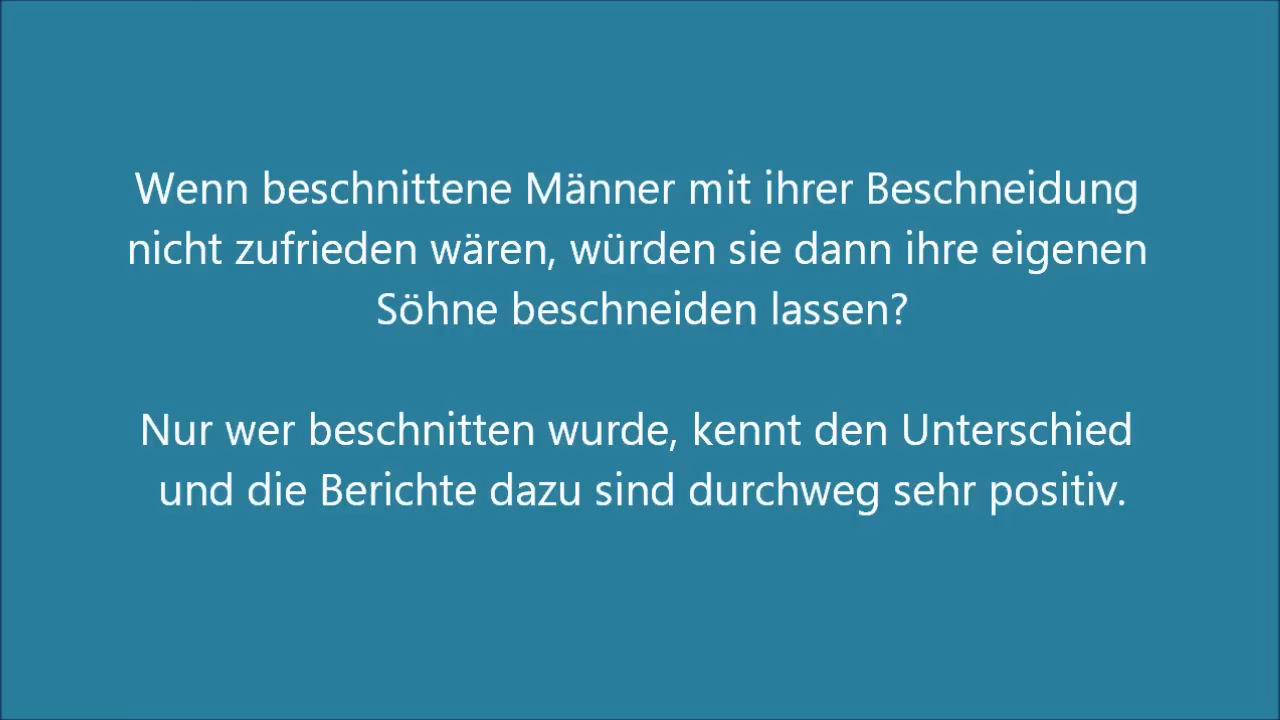 Wenn beschnittene Männer mit ihrer Beschneidung
nicht zufrieden wären, würden sie dann ihre eigenen
Söhne beschneiden lassen?
Nur wer beschnitten wurde, kennt den Unterschied
und die Berichte dazu sind durchweg sehr positiv.